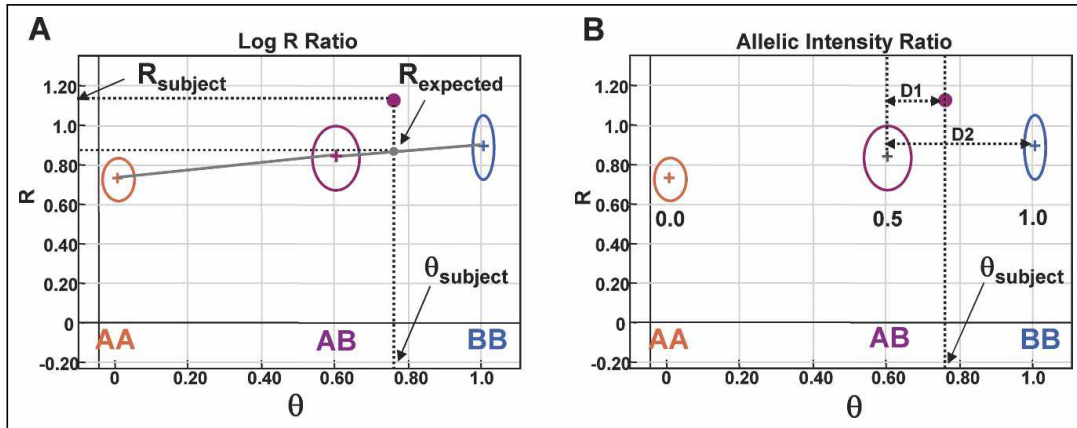 A
Log R Ratio
R subject
R expected
1.20
1.0
0.80
0.60
0.40
0.20
0
-0.20
R
θ subject
AA
AB
BB
0
0.20
0.40
0.60
0.80
1.0
θ
B
Allelic Intensity Ratio
D1
D2
1.20
1.0
0.80
0.60
0.40
0.20
0
-0.20
R
0.0
0.5
1.0
θ subject
AA
AB
BB
0
0.20
0.40
0.60
0.80
1.0
θ